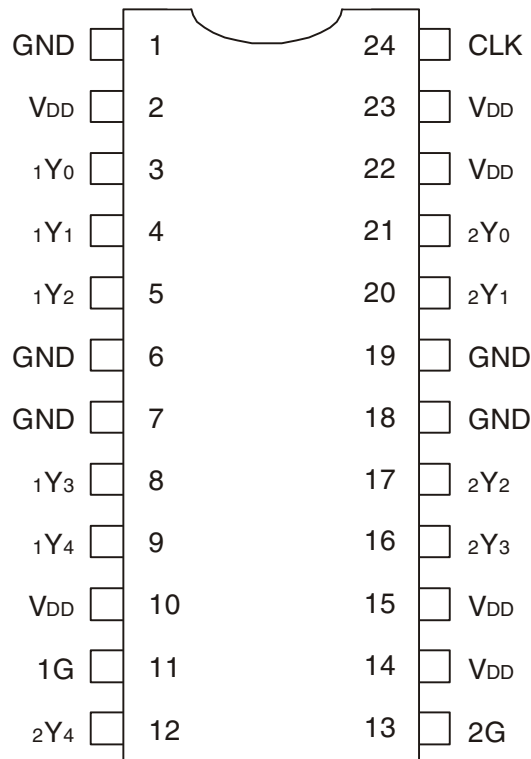 GND 1 24 CLK
VDD 2 23 VDD
1Y0 3 22 VDD
1Y1 4 21 2Y0
1Y2 5 20 2Y1
GND 6 19 GND
GND 7 18 GND
1Y3 8 17 2Y2
1Y4 9 16 2Y3
VDD 10 15 VDD
1G 11 14 VDD
2Y4 12 13 2G